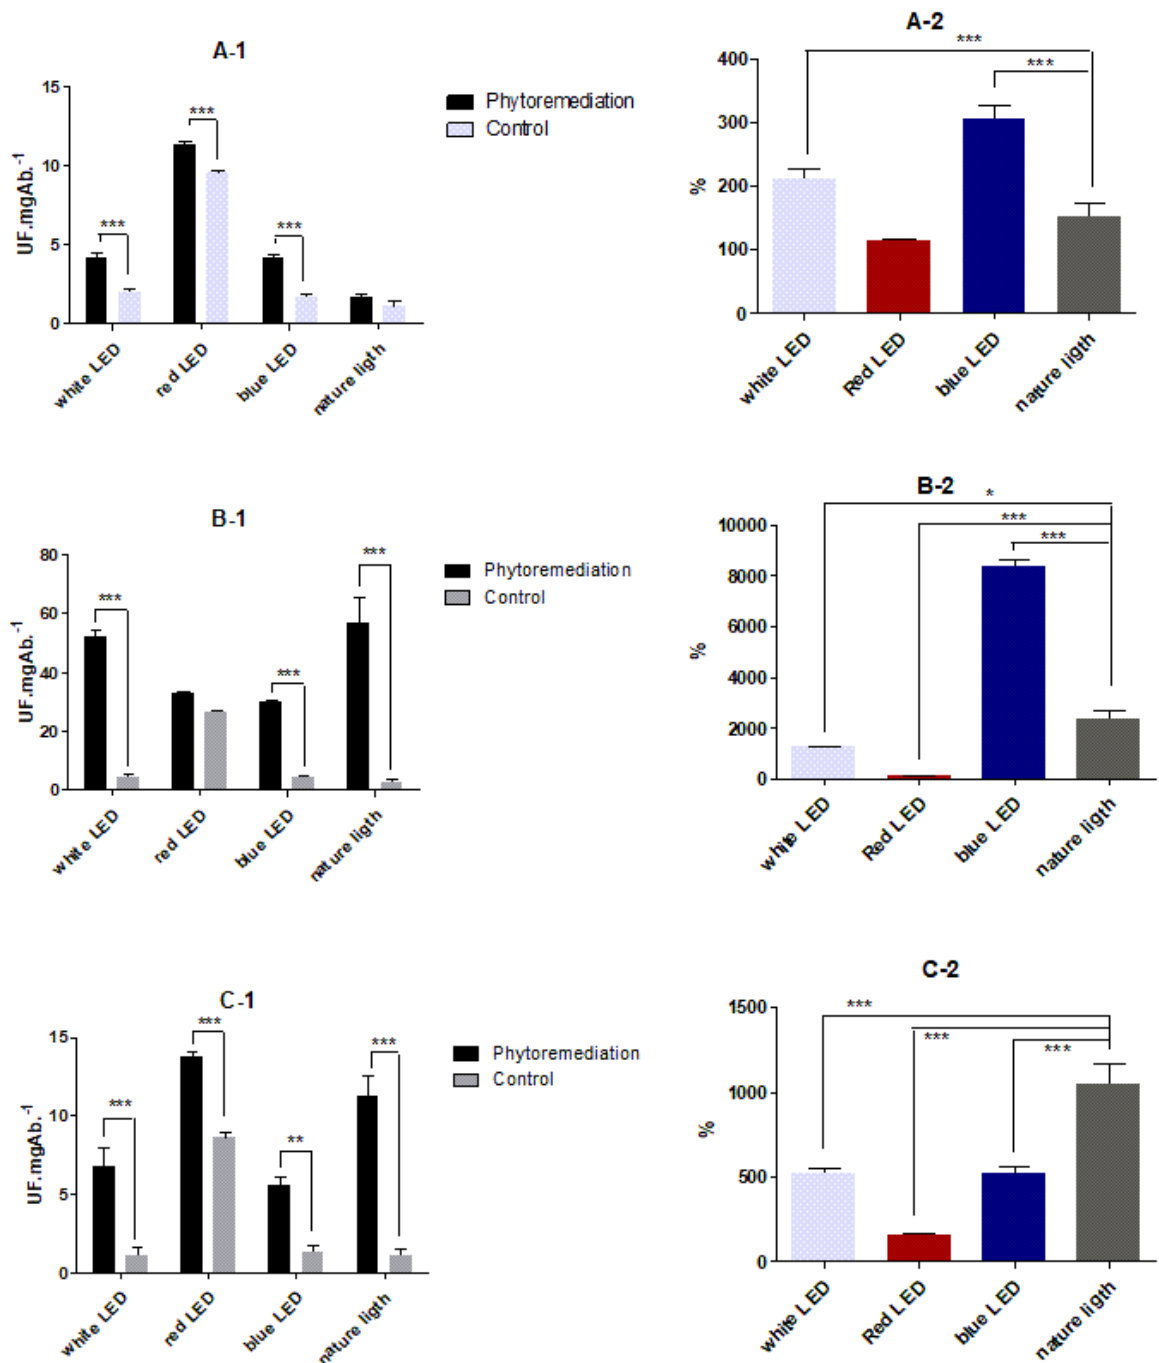 A-1
15
10
5
0
UF.mgAb.⁻¹
***
***
***
white LED
red LED
blue LED
nature ligth
Phytoremediation
Control
A-2
400
300
200
100
0
%
***
***
white LED
Red LED
blue LED
nature ligth
B-1
80
60
40
20
0
UF.mgAb.⁻¹
***
***
***
white LED
red LED
blue LED
nature ligth
Phytoremediation
Control
B-2
10000
8000
6000
4000
2000
0
%
*
***
***
white LED
Red LED
blue LED
nature ligth
C-1
15
10
5
0
UF.mgAb.⁻¹
***
***
**
***
white LED
red LED
blue LED
nature ligth
Phytoremediation
Control
C-2
1500
1000
500
0
%
***
***
***
white LED
Red LED
blue LED
nature ligth